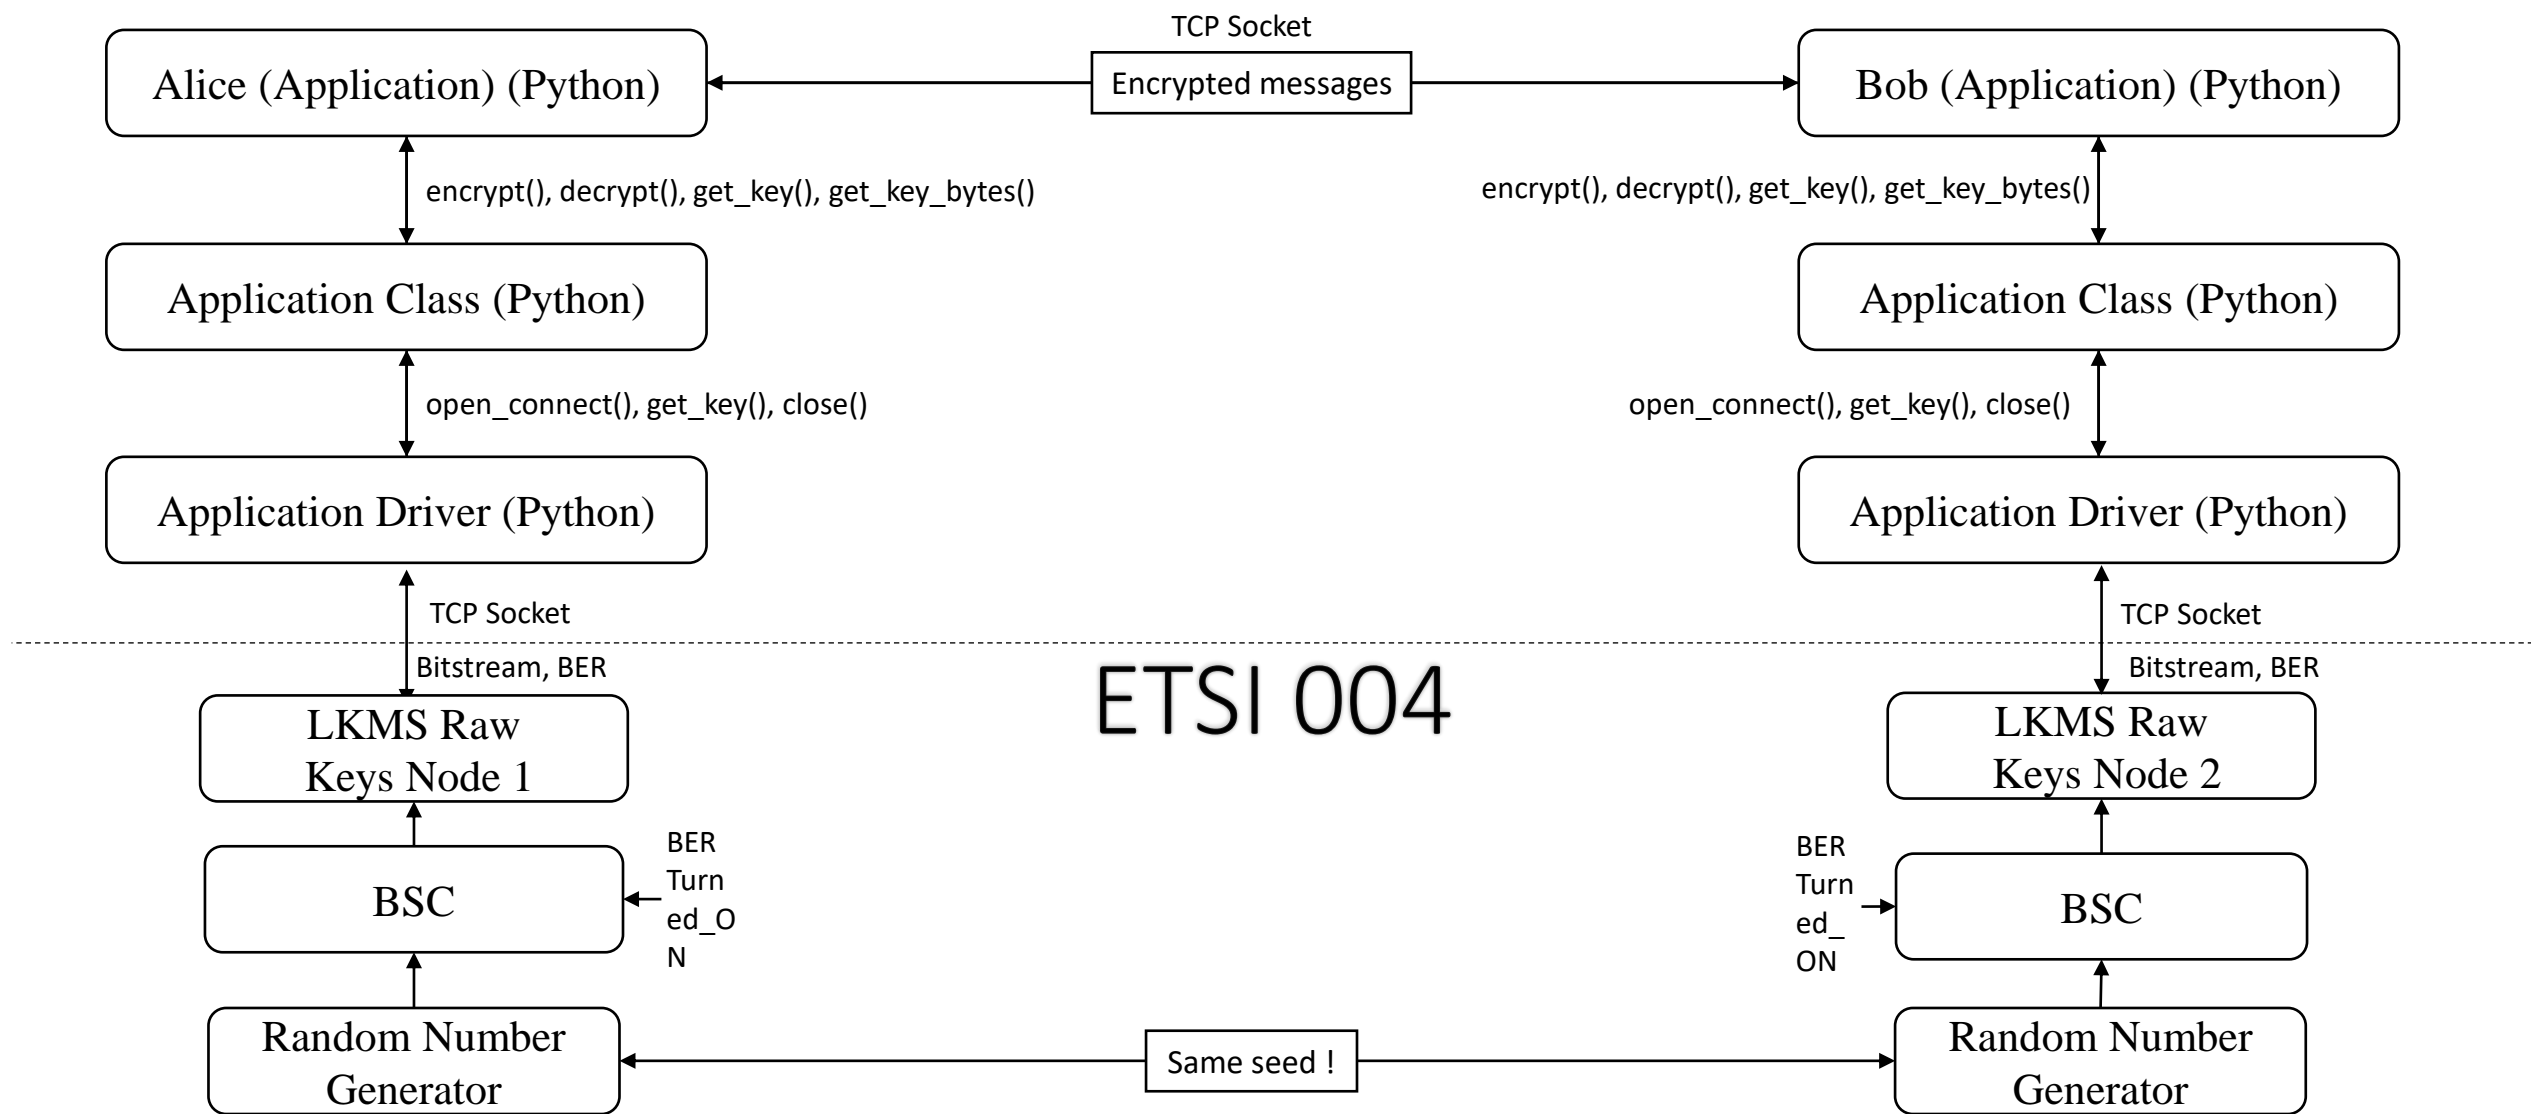 TCP Socket
Alice (Application) (Python)
Encrypted messages
Bob (Application) (Python)
encrypt(), decrypt(), get_key(), get_key_bytes()
encrypt(), decrypt(), get_key(), get_key_bytes()
Application Class (Python)
Application Class (Python)
open_connect(), get_key(), close()
open_connect(), get_key(), close()
Application Driver (Python)
Application Driver (Python)
TCP Socket
TCP Socket
Bitstream, BER
Bitstream, BER
ETSI 004
LKMS Raw
Keys Node 1
LKMS Raw
Keys Node 2
BSC
BER
Turn
ed_O
N
BER
Turn
ed_
ON
BSC
Random Number
Generator
Same seed !
Random Number
Generator